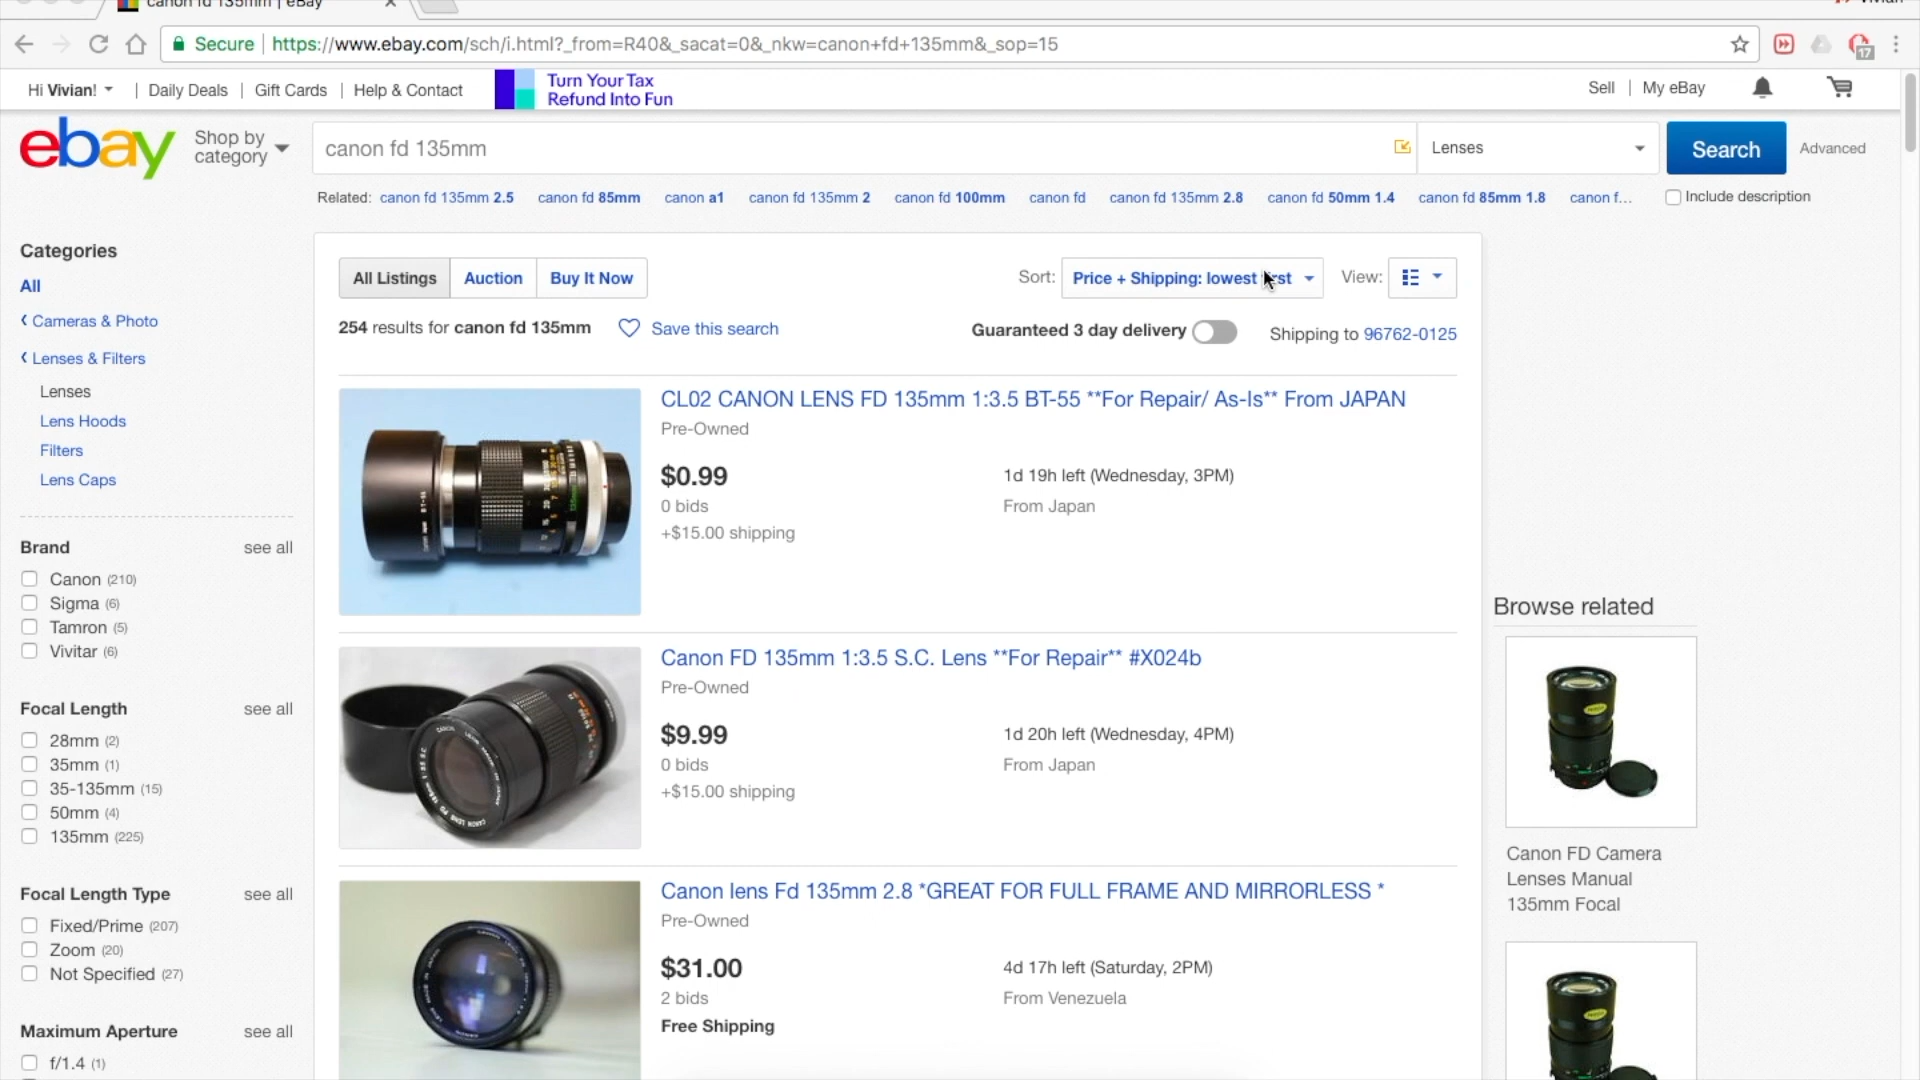 canon fd 135mm | eBay
Vivian
Secure | https://www.ebay.com/sch/i.html?_from=R40&_sacat=0&_nkw=canon+fd+135mm&_sop=15
17
Hi Vivian! | Daily Deals | Gift Cards | Help & Contact
Turn Your Tax
Refund Into Fun
Sell | My eBay
ebay
Shop by
category
canon fd 135mm
Lenses
Search
Advanced
Related: canon fd 135mm 2.5 canon fd 85mm canon a1 canon fd 135mm 2 canon fd 100mm canon fd canon fd 135mm 2.8 canon fd 50mm 1.4 canon fd 85mm 1.8 canon f...
Include description
Categories
All
Cameras & Photo
Lenses & Filters
Lenses
Lens Hoods
Filters
Lens Caps
Brand see all
Canon (210)
Sigma (6)
Tamron (5)
Vivitar (6)
Focal Length see all
28mm (2)
35mm (1)
35-135mm (15)
50mm (4)
135mm (225)
Focal Length Type see all
Fixed/Prime (207)
Zoom (20)
Not Specified (27)
Maximum Aperture see all
f/1.4 (1)
All Listings Auction Buy It Now
Sort: Price + Shipping: lowest first View:
254 results for canon fd 135mm Save this search
Guaranteed 3 day delivery Shipping to 96762-0125
CL02 CANON LENS FD 135mm 1:3.5 BT-55 **For Repair/ As-Is** From JAPAN
Pre-Owned
$0.99 1d 19h left (Wednesday, 3PM)
0 bids From Japan
+$15.00 shipping
Canon FD 135mm 1:3.5 S.C. Lens **For Repair** #X024b
Pre-Owned
$9.99 1d 20h left (Wednesday, 4PM)
0 bids From Japan
+$15.00 shipping
Canon lens Fd 135mm 2.8 *GREAT FOR FULL FRAME AND MIRRORLESS *
Pre-Owned
$31.00 4d 17h left (Saturday, 2PM)
2 bids From Venezuela
Free Shipping
Browse related
Canon FD Camera
Lenses Manual
135mm Focal